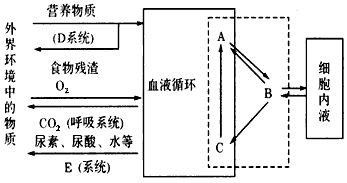 外界环境中的物质
营养物质
(D系统)
食物残渣
O₂
CO₂ (呼吸系统)
尿素、尿酸、水等
E (系统)
血液循环
A
B
C
细胞内液